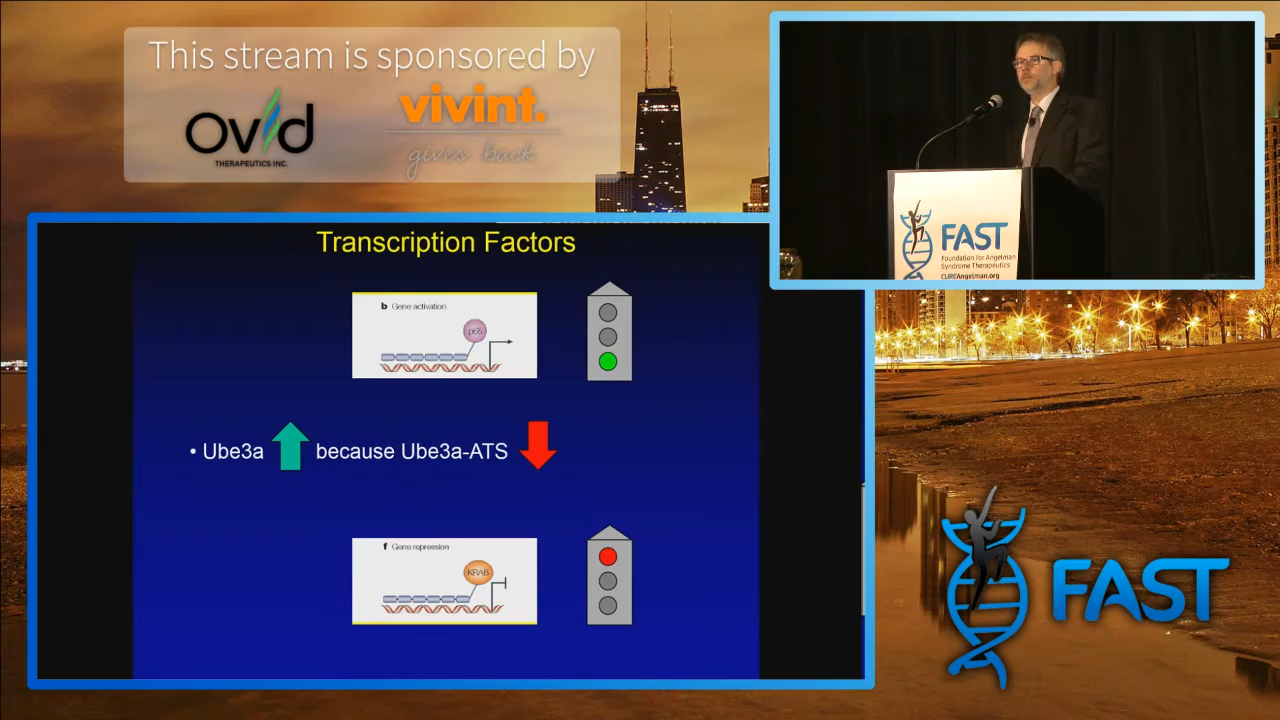 This stream is sponsored by
ovid
THERAPEUTICS INC.
vivint.
gives back
Transcription Factors
b Gene activation
p65
• Ube3a because Ube3a-ATS
f Gene repression
KRAB
FAST
Foundation for Angelman
Syndrome Therapeutics
CUREAngelman.org
FAST